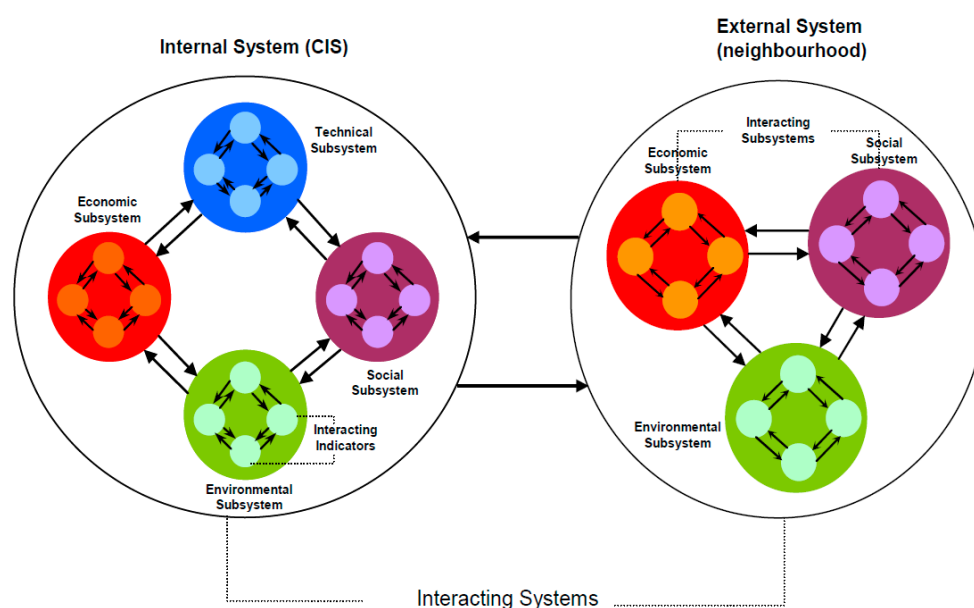 Internal System (CIS)
External System
(neighbourhood)
Technical
Subsystem
Economic
Subsystem
Social
Subsystem
Environmental
Subsystem
Interacting
Indicators
Interacting
Subsystems
Economic
Subsystem
Social
Subsystem
Environmental
Subsystem
Interacting Systems